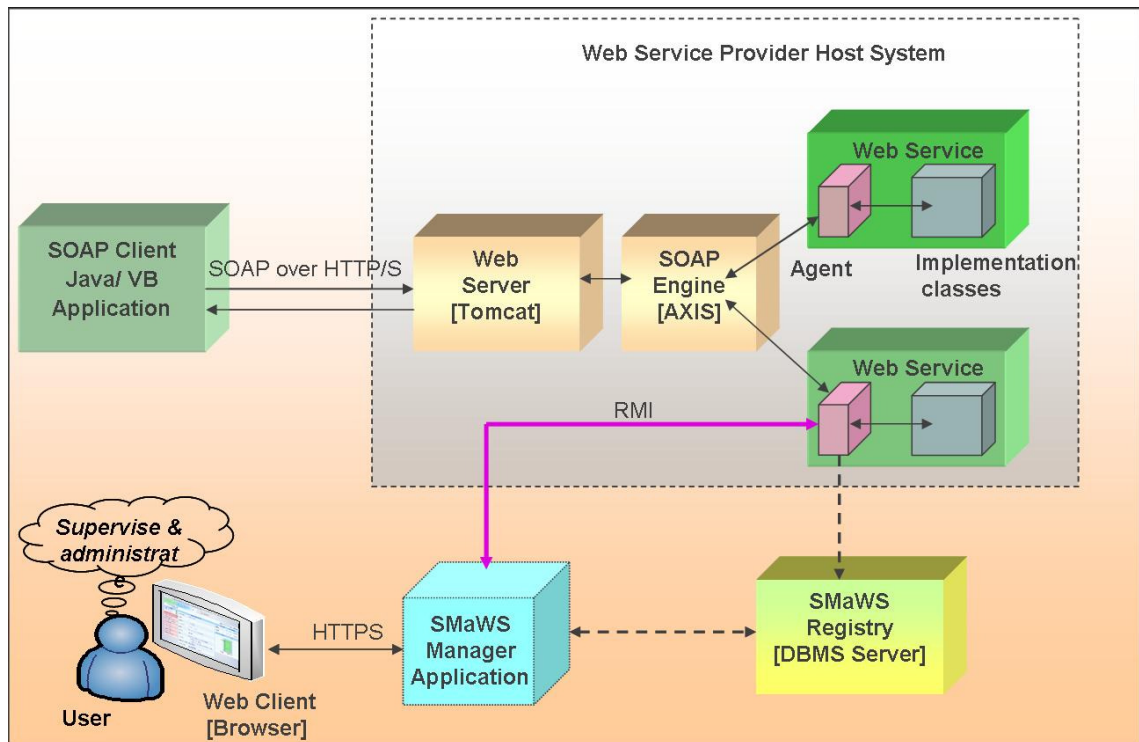 Web Service Provider Host System
Web Service
Agent
Implementation
classes
SOAP Client
Java/ VB
Application
SOAP over HTTP/S
Web
Server
[Tomcat]
SOAP
Engine
[AXIS]
Web Service
RMI
Supervise &
administrat
e
User
Web Client
[Browser]
HTTPS
SMaWS
Manager
Application
SMaWS
Registry
[DBMS Server]